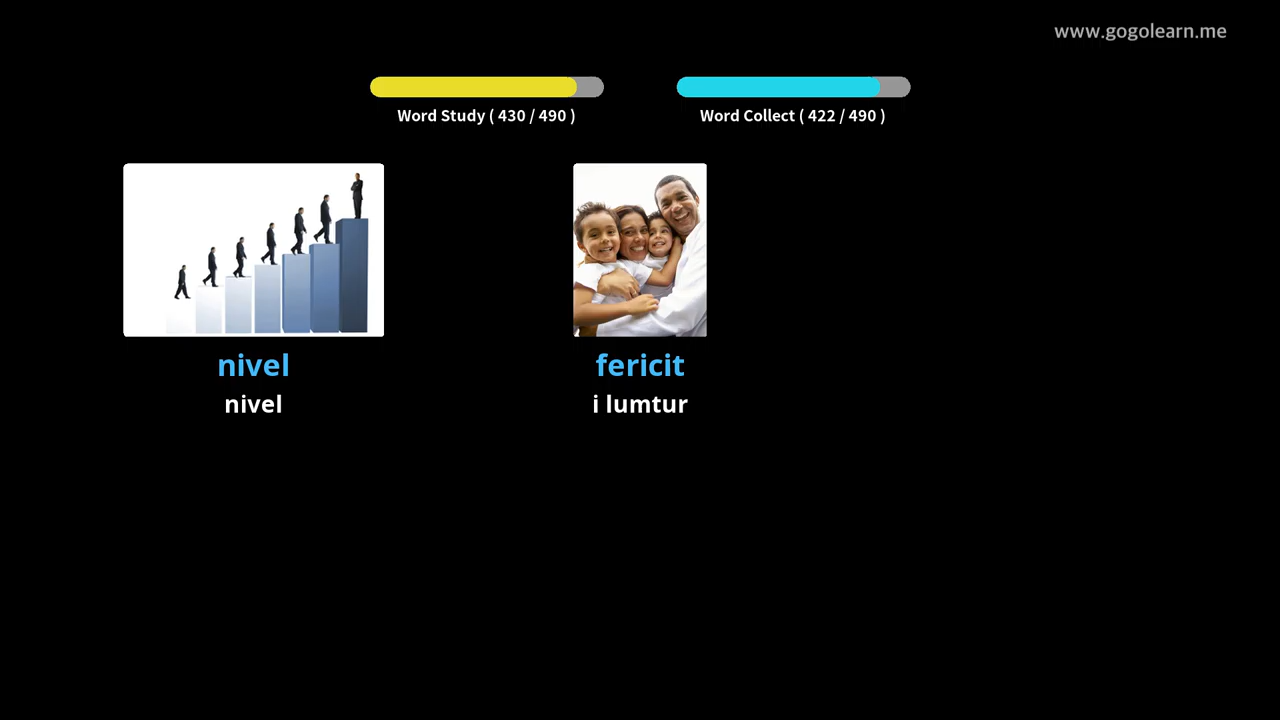 www.gogolearn.me
Word Study ( 430 / 490 )
Word Collect ( 422 / 490 )
nivel
nivel
fericit
i lumtur